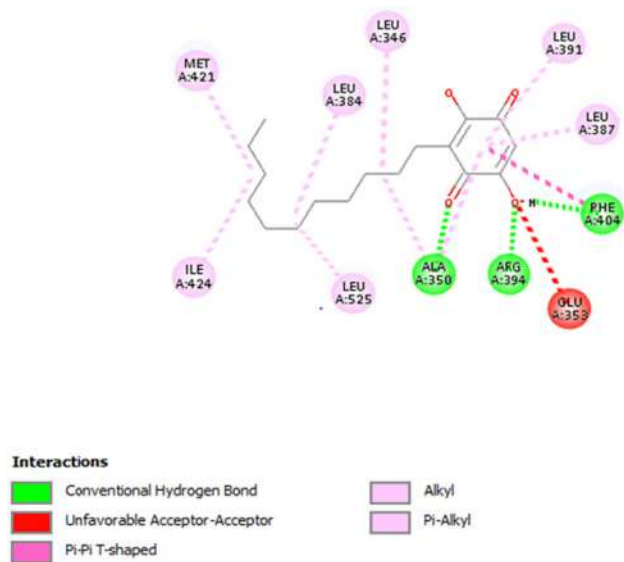 LEU
A:346
LEU
A:391
MET
A:421
LEU
A:384
LEU
A:387
O
O
O
O
H
PHE
A:404
ILE
A:424
LEU
A:525
ALA
A:350
ARG
A:394
GLU
A:353
Interactions
Conventional Hydrogen Bond
Unfavorable Acceptor-Acceptor
Pi-Pi T-shaped
Alkyl
Pi-Alkyl